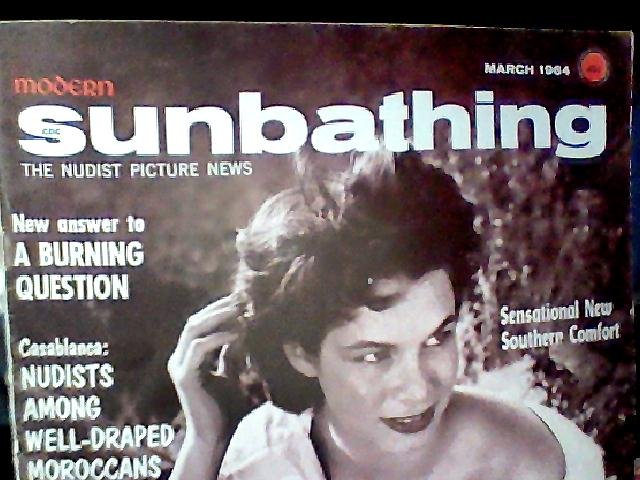 MARCH 1964
MODERN
sunbathing
THE NUDIST PICTURE NEWS
New answer to
A BURNING
QUESTION
Sensational New
Southern Comfort
Casablanca:
NUDISTS
AMONG
WELL-DRAPED
MOROCCANS